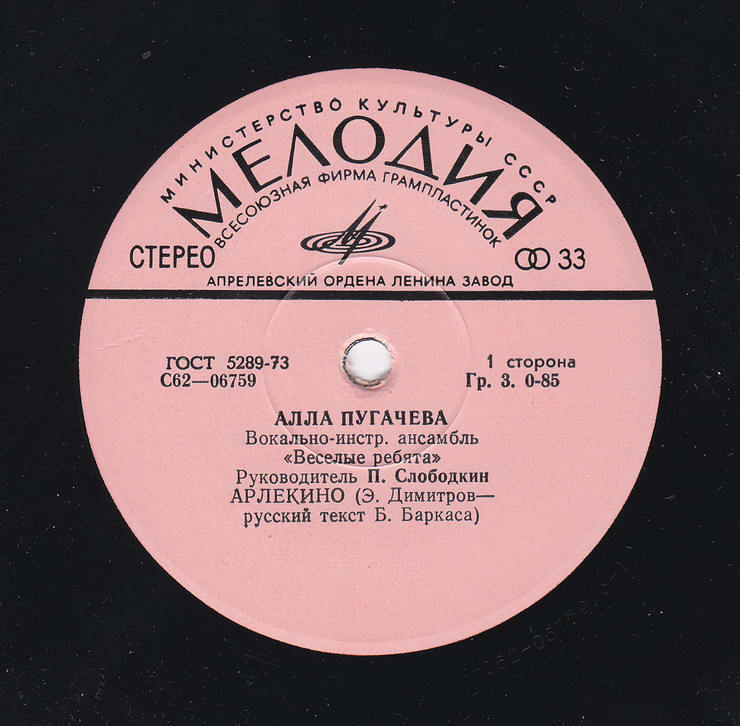 МИНИСТЕРСТВО КУЛЬТУРЫ СССР
МЕЛОДИЯ
ВСЕСОЮЗНАЯ ФИРМА ГРАМПЛАСТИНОК
СТЕРЕО
33
АПРЕЛЕВСКИЙ ОРДЕНА ЛЕНИНА ЗАВОД
ГОСТ 5289-73
1 сторона
С62—06759
Гр. 3. 0-85
АЛЛА ПУГАЧЕВА
Вокально-инстр. ансамбль
«Веселые ребята»
Руководитель П. Слободкин
АРЛЕКИНО (Э. Димитров—
русский текст Б. Баркаса)